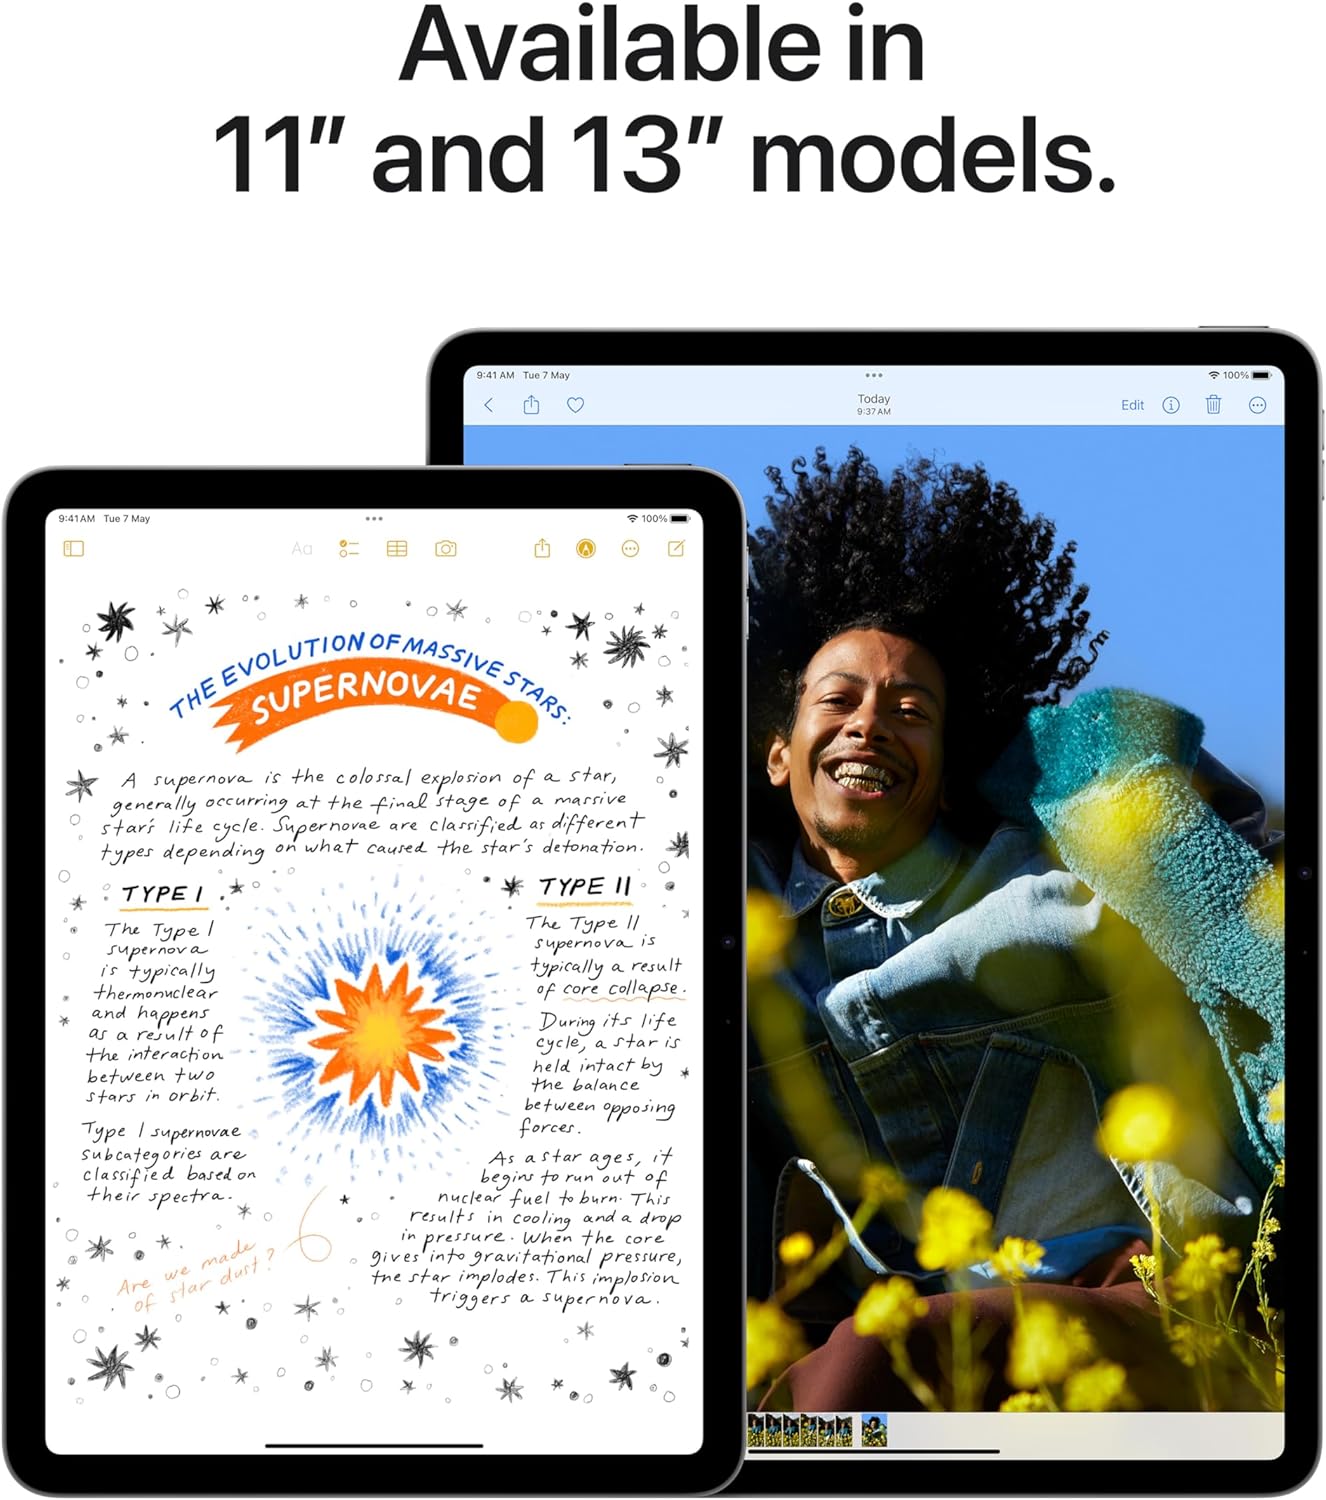 Available in
11″ and 13″ models.
9:41 AM Tue 7 May
100%
Today
9:37 AM
Edit
9:41 AM Tue 7 May
100%
Aa
THE EVOLUTION OF MASSIVE STARS:
SUPERNOVAE
A supernova is the colossal explosion of a star,
generally occurring at the final stage of a massive
star's life cycle. Supernovae are classified as different
types depending on what caused the star's detonation.
TYPE I
The Type I
supernova
is typically
thermonuclear
and happens
as a result of
the interaction
between two
stars in orbit.
Type I supernovae
subcategories are
classified based on
their spectra.
Are we made
of star dust?
TYPE II
The Type II
supernova is
typically a result
of core collapse.
During its life
cycle, a star is
held intact by
the balance
between opposing
forces.
As a star ages, it
begins to run out of
nuclear fuel to burn. This
results in cooling and a drop
in pressure. When the core
gives into gravitational pressure,
the star implodes. This implosion
triggers a supernova.